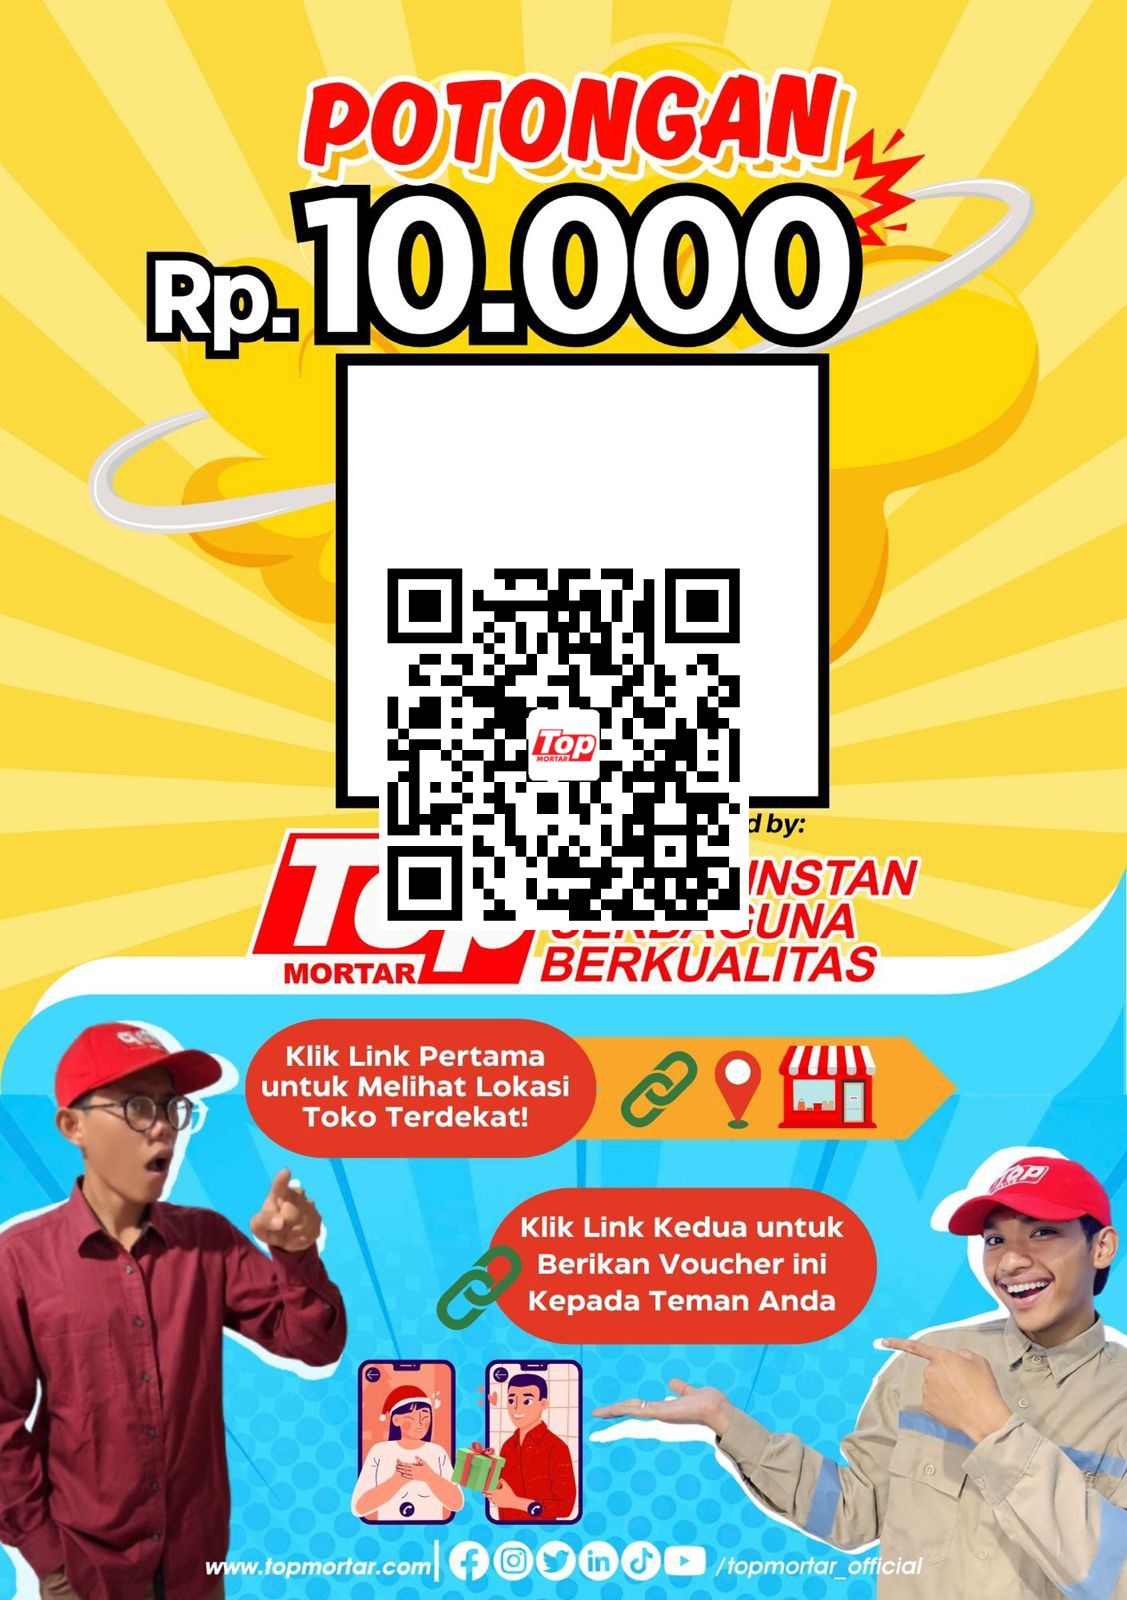 POTONGAN
Rp. 10.000
Top
MORTAR
d by:
Top
MORTAR
INSTAN
SERBAGUNA
BERKUALITAS
Klik Link Pertama
untuk Melihat Lokasi
Toko Terdekat!
Top
Klik Link Kedua untuk
Berikan Voucher ini
Kepada Teman Anda
www.topmortar.com
/topmortar_official